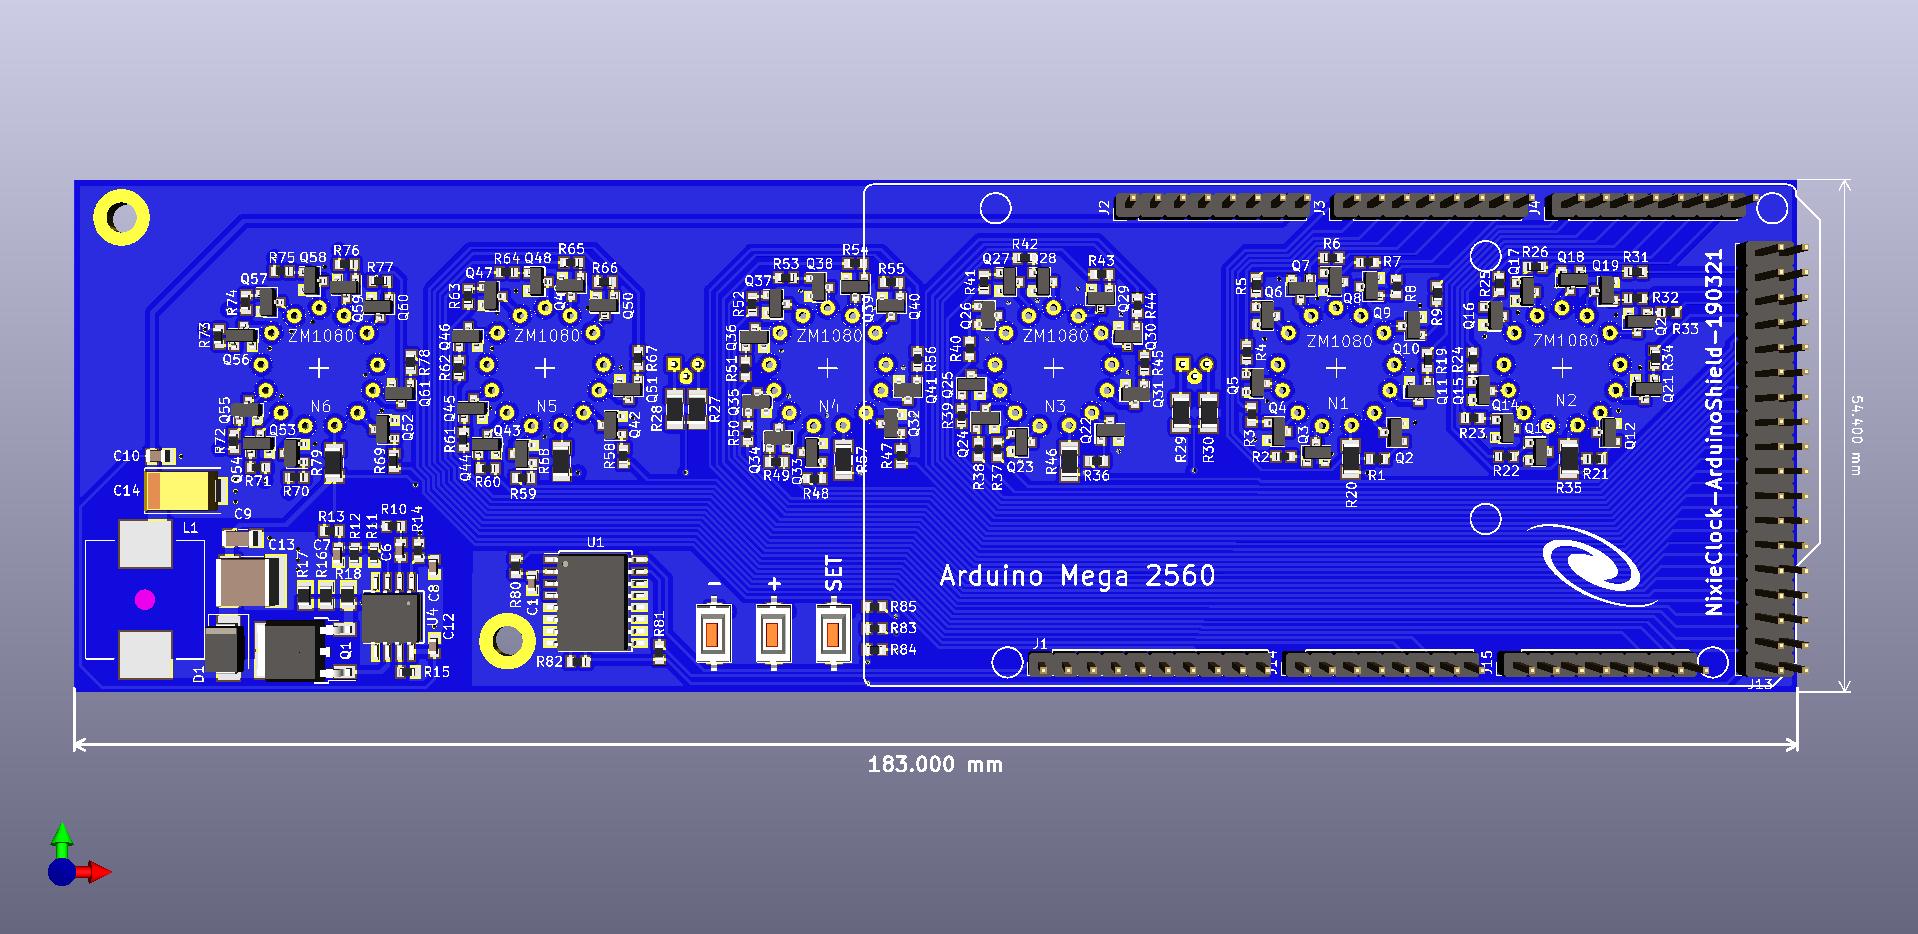 J2
J3
J4
R75
Q58
R76
R77
Q57
R74
Q59
Q60
R73
Q56
ZM1080
R78
Q61
N6
Q55
R72
Q53
Q52
Q54
R71
R70
R79
R69
R64
Q48
R65
R66
Q47
R63
Q50
Q46
R62
ZM1080
R67
Q51
N5
Q45
R61
Q43
Q42
Q44
R60
R59
R68
R58
R28
R27
R53
Q38
R54
R55
Q37
R52
Q39
Q40
Q36
R51
ZM1080
R56
Q41
N4
Q35
R50
Q34
R49
Q33
R48
R57
Q32
R47
R42
Q27
Q28
R43
R41
Q29
R44
Q26
R40
ZM1080
Q30
R45
Q31
Q25
R39
N3
Q24
R38
R37
Q23
R46
Q22
R36
R29
R30
R6
Q7
R7
R5
Q6
Q8
R8
Q9
R9
R4
ZM1080
Q10
R19
Q5
Q11
N1
Q4
R3
Q3
R2
R20
R1
Q2
Q17
R26
Q18
Q19
R31
R25
R32
Q16
R33
R24
ZM1080
R34
Q15
Q21
N2
Q14
R23
Q13
Q12
R22
R35
R21
NixieClock-ArduinoShield-190321
54.400 mm
C10
C14
C9
L1
C13
R13
C7
R12
R11
R10
R14
C6
R17
R16
R18
C8
U4
C12
D1
Q1
R15
U1
R80
C1
R82
R81
-
+
SET
R85
R83
R84
Arduino Mega 2560
J1
J14
J15
J13
183.000 mm